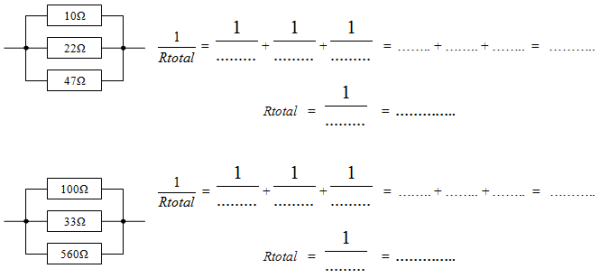 10Ω
22Ω
47Ω
1/Rtotal = 1/......... + 1/......... + 1/......... = ........ + ........ + ........ = ...........
Rtotal = 1/......... = ..............
100Ω
33Ω
560Ω
1/Rtotal = 1/......... + 1/......... + 1/......... = ........ + ........ + ........ = ...........
Rtotal = 1/......... = ..............